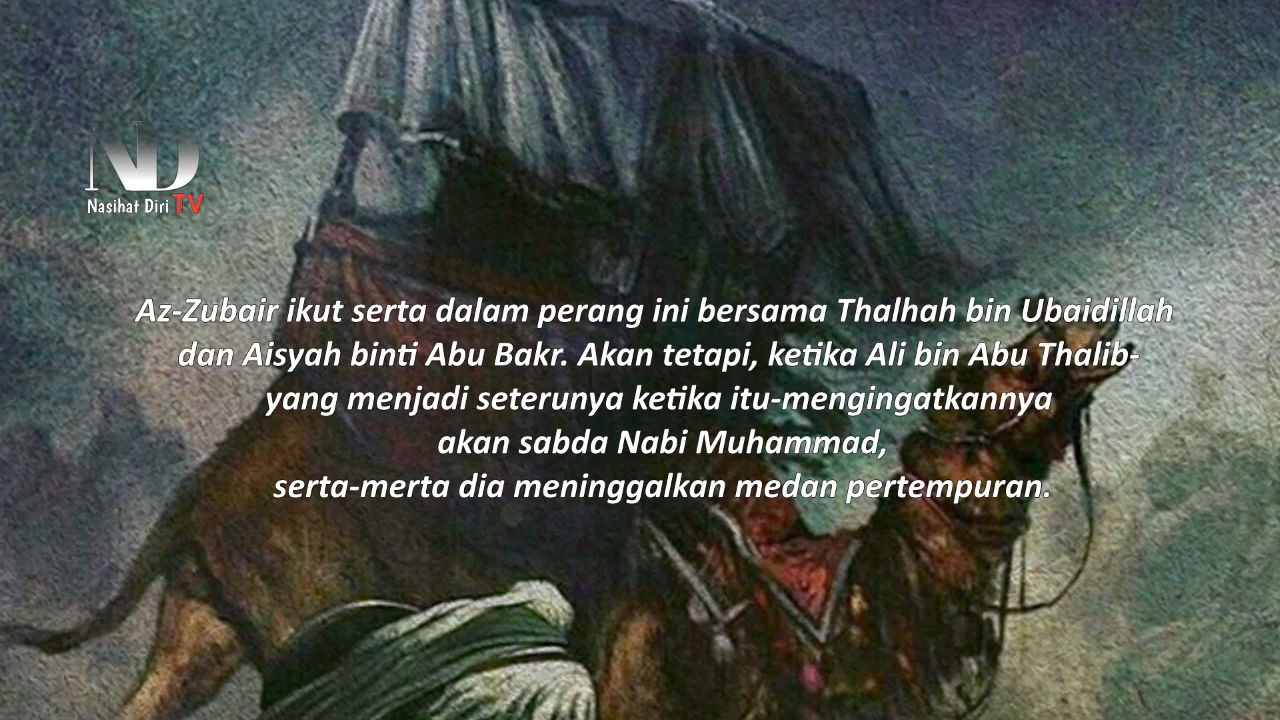 ND
Nasihat Diri TV
Az-Zubair ikut serta dalam perang ini bersama Thalhah bin Ubaidillah
dan Aisyah binti Abu Bakr. Akan tetapi, ketika Ali bin Abu Thalib-
yang menjadi seterunya ketika itu-mengingatkannya
akan sabda Nabi Muhammad,
serta-merta dia meninggalkan medan pertempuran.